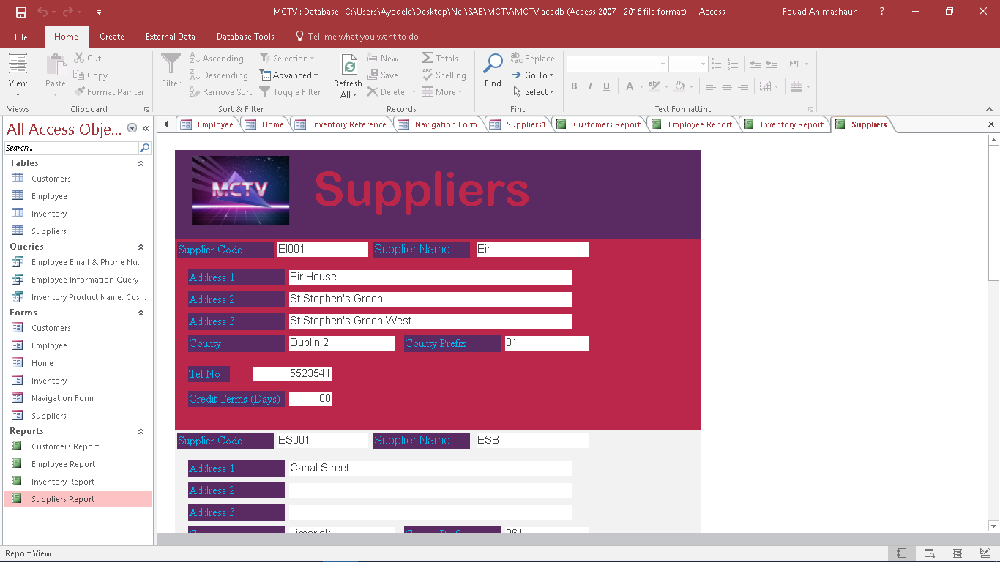 MCTV : Database- C:\Users\Ayodele\Desktop\Nci\SAB\MCTV\MCTV.accdb (Access 2007 - 2016 file format) - Access
Fouad Animashaun
?
File
Home
Create
External Data
Database Tools
Tell me what you want to do
View
Views
Paste
Cut
Copy
Format Painter
Clipboard
Filter
Ascending
Descending
Remove Sort
Selection
Advanced
Toggle Filter
Sort & Filter
Refresh
All
New
Save
Delete
Totals
Spelling
More
Records
Find
Replace
Go To
Select
Find
B I U
Text Formatting
All Access Obje...
Search...
Tables
Customers
Employee
Inventory
Suppliers
Queries
Employee Email & Phone Nu...
Employee Information Query
Inventory Product Name, Cos...
Forms
Customers
Employee
Home
Inventory
Navigation Form
Suppliers
Reports
Customers Report
Employee Report
Inventory Report
Suppliers Report
Employee
Home
Inventory Reference
Navigation Form
Suppliers1
Customers Report
Employee Report
Inventory Report
Suppliers
MCTV
Suppliers
Supplier Code EI001 Supplier Name Eir
Address 1 Eir House
Address 2 St Stephen's Green
Address 3 St Stephen's Green West
County Dublin 2 County Prefix 01
Tel No 5523541
Credit Terms (Days) 60
Supplier Code ES001 Supplier Name ESB
Address 1 Canal Street
Address 2
Address 3
County Limerick County Prefix 061
Report View